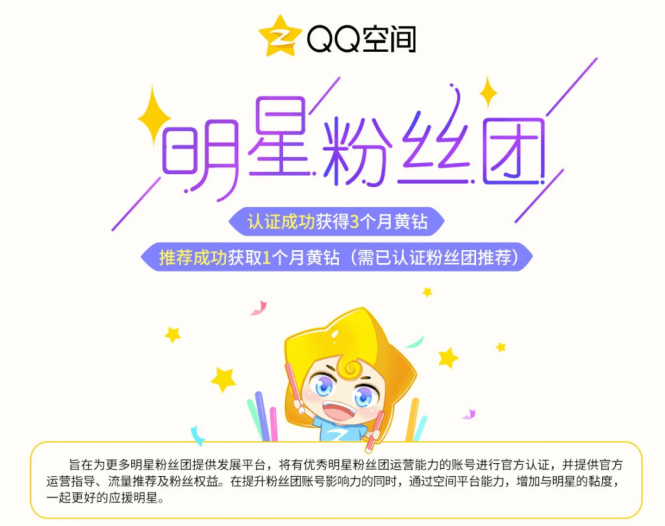 QQ空间
明星粉丝团
认证成功获得3个月黄钻
推荐成功获取1个月黄钻（需已认证粉丝团推荐）
旨在为更多明星粉丝团提供发展平台，将有优秀明星粉丝团运营能力的账号进行官方认证，并提供官方
运营指导、流量推荐及粉丝权益。在提升粉丝团账号影响力的同时，通过空间平台能力，增加与明星的黏度，
一起更好的应援明星。